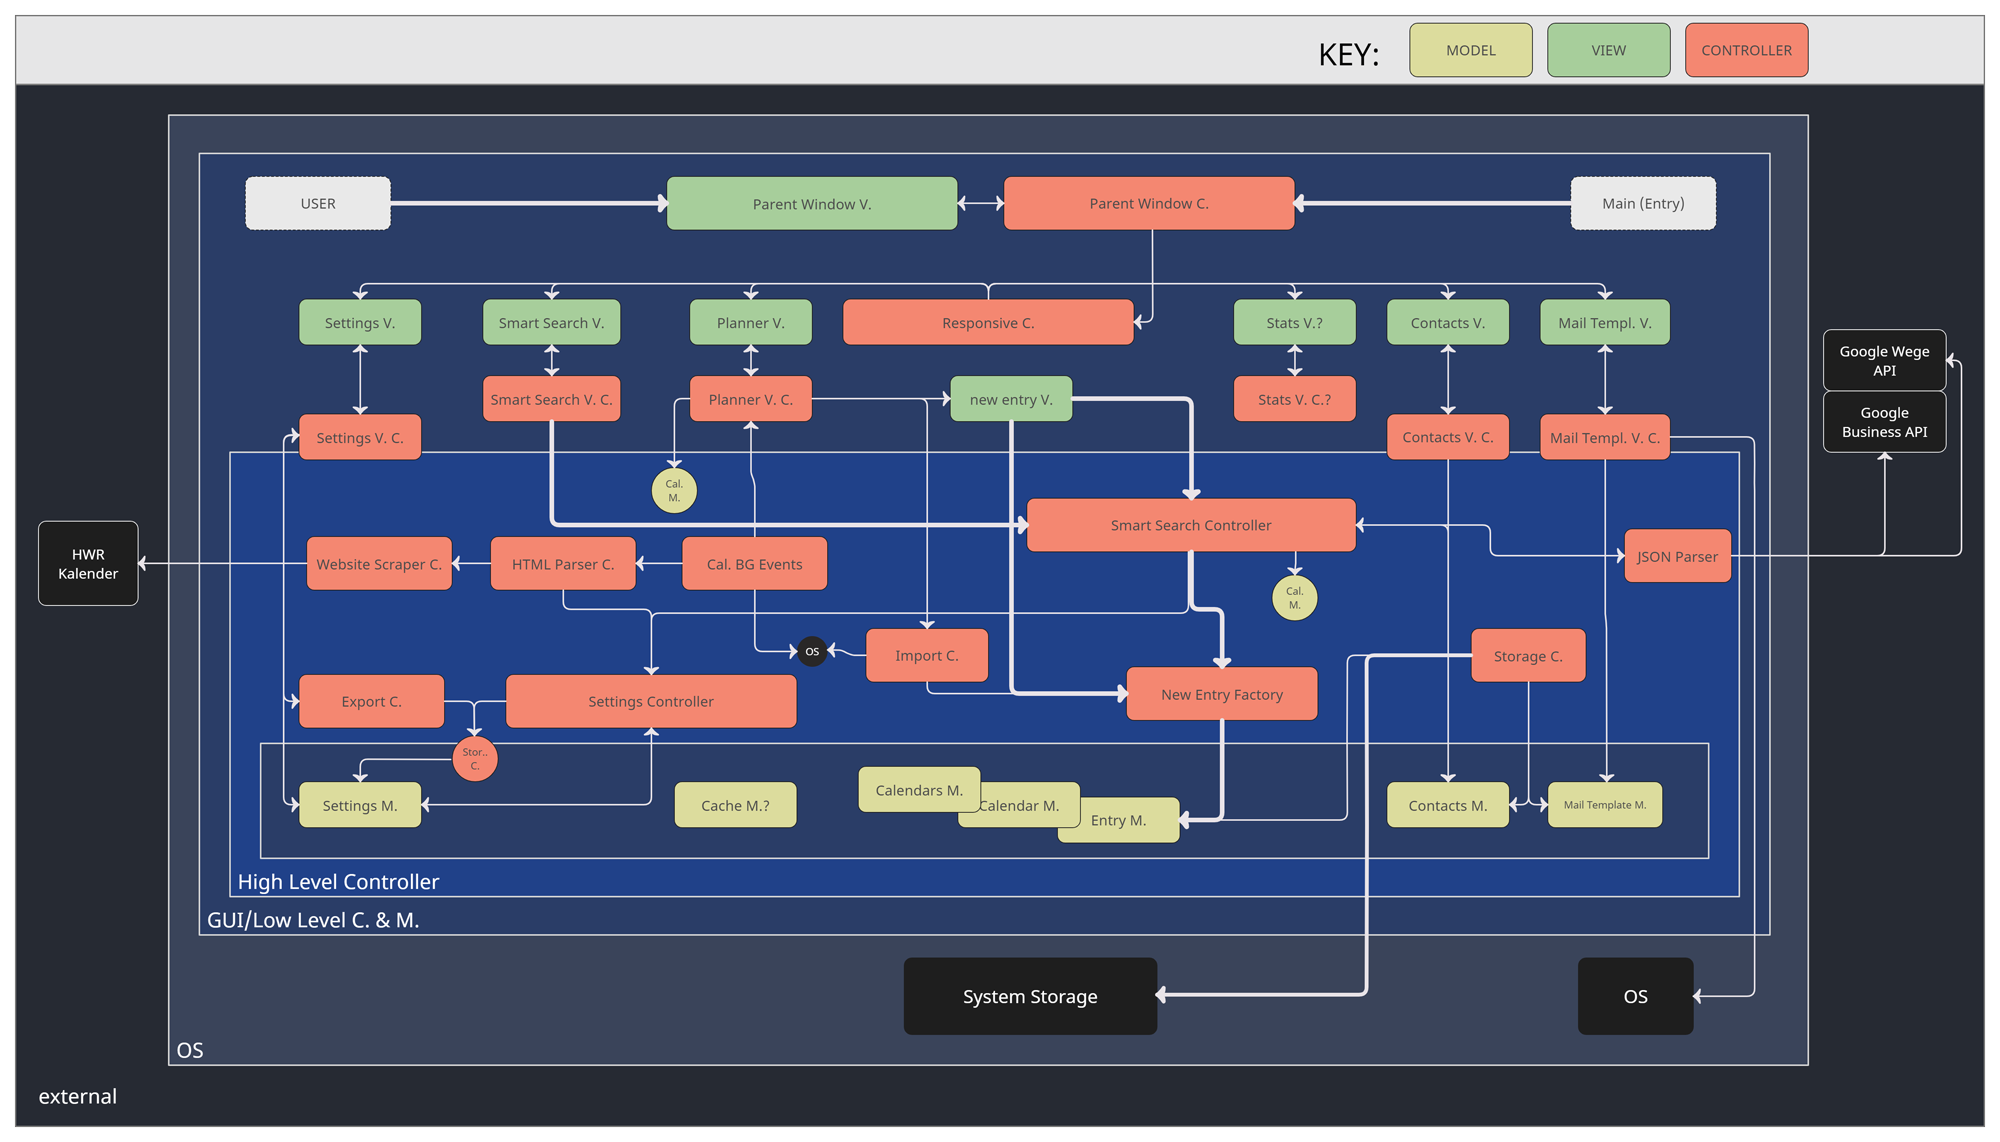 KEY:
MODEL
VIEW
CONTROLLER
USER
Parent Window V.
Parent Window C.
Main (Entry)
Settings V.
Smart Search V.
Planner V.
Responsive C.
Stats V.?
Contacts V.
Mail Templ. V.
Google Wege
API
Smart Search V. C.
Planner V. C.
new entry V.
Stats V. C.?
Google
Business API
Settings V. C.
Contacts V. C.
Mail Templ. V. C.
Cal.
M.
Smart Search Controller
HWR
Kalender
Website Scraper C.
HTML Parser C.
Cal. BG Events
JSON Parser
Cal.
M.
OS
Import C.
Storage C.
Export C.
Settings Controller
New Entry Factory
Stor..
C.
Settings M.
Cache M.?
Calendars M.
Calendar M.
Entry M.
Contacts M.
Mail Template M.
High Level Controller
GUI/Low Level C. & M.
System Storage
OS
OS
external